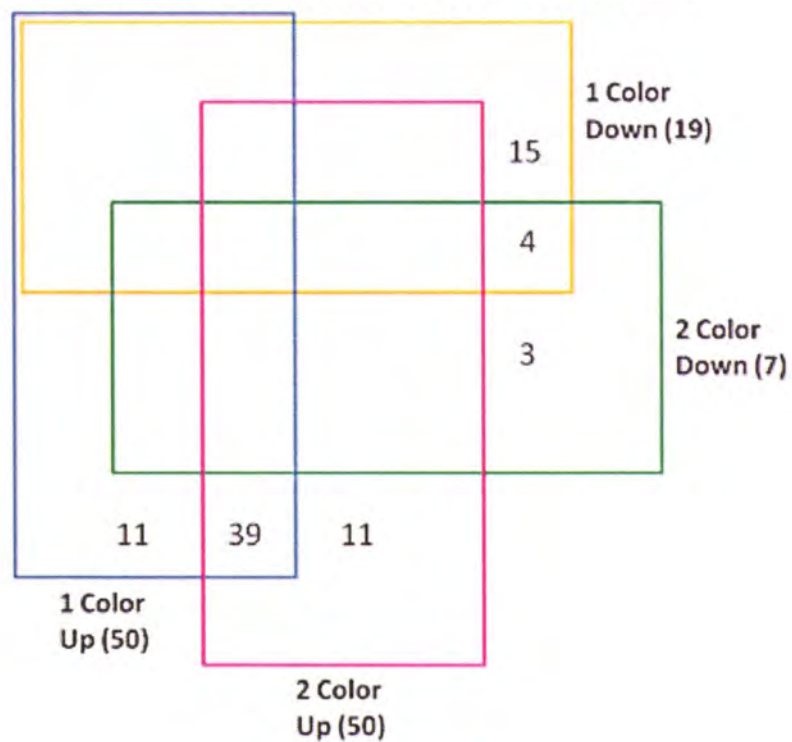 1 Color
Down (19)
15
4
2 Color
Down (7)
3
11 39 11
1 Color
Up (50)
2 Color
Up (50)